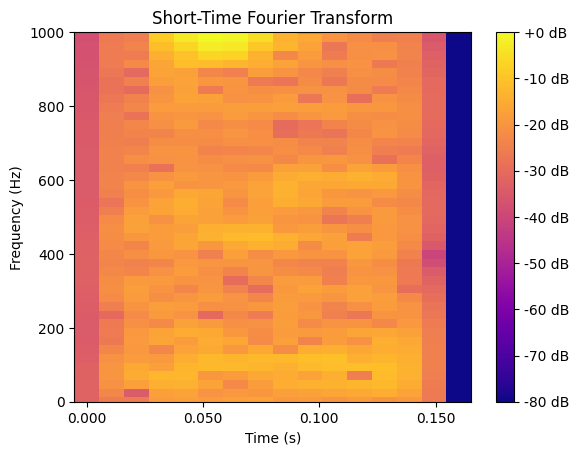 Short-Time Fourier Transform
Frequency (Hz)
1000
800
600
400
200
0
0.000
0.050
0.100
0.150
Time (s)
+0 dB
-10 dB
-20 dB
-30 dB
-40 dB
-50 dB
-60 dB
-70 dB
-80 dB